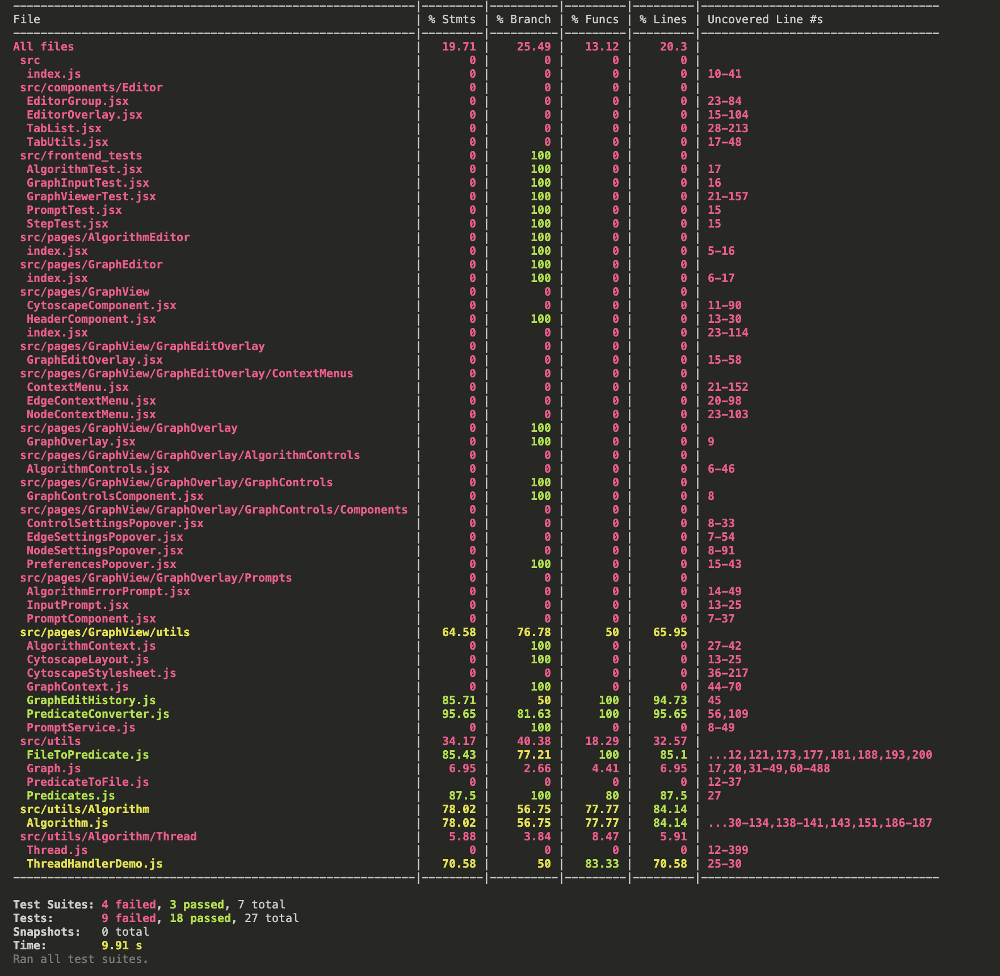 File | % Stmts | % Branch | % Funcs | % Lines | Uncovered Line #s
All files | 19.71 | 25.49 | 13.12 | 20.3 |
src | 0 | 0 | 0 | 0 |
index.js | 0 | 0 | 0 | 0 | 10-41
src/components/Editor | 0 | 0 | 0 | 0 |
EditorGroup.jsx | 0 | 0 | 0 | 0 | 23-84
EditorOverlay.jsx | 0 | 0 | 0 | 0 | 15-104
TabList.jsx | 0 | 0 | 0 | 0 | 28-213
TabUtils.jsx | 0 | 0 | 0 | 0 | 17-48
src/frontend_tests | 0 | 100 | 0 | 0 |
AlgorithmTest.jsx | 0 | 100 | 0 | 0 | 17
GraphInputTest.jsx | 0 | 100 | 0 | 0 | 16
GraphViewerTest.jsx | 0 | 100 | 0 | 0 | 21-157
PromptTest.jsx | 0 | 100 | 0 | 0 | 15
StepTest.jsx | 0 | 100 | 0 | 0 | 15
src/pages/AlgorithmEditor | 0 | 100 | 0 | 0 |
index.jsx | 0 | 100 | 0 | 0 | 5-16
src/pages/GraphEditor | 0 | 100 | 0 | 0 |
index.jsx | 0 | 100 | 0 | 0 | 6-17
src/pages/GraphView | 0 | 0 | 0 | 0 |
CytoscapeComponent.jsx | 0 | 0 | 0 | 0 | 11-90
HeaderComponent.jsx | 0 | 100 | 0 | 0 | 13-30
index.jsx | 0 | 0 | 0 | 0 | 23-114
src/pages/GraphView/GraphEditOverlay | 0 | 0 | 0 | 0 |
GraphEditOverlay.jsx | 0 | 0 | 0 | 0 | 15-58
src/pages/GraphView/GraphEditOverlay/ContextMenus | 0 | 0 | 0 | 0 |
ContextMenu.jsx | 0 | 0 | 0 | 0 | 21-152
EdgeContextMenu.jsx | 0 | 0 | 0 | 0 | 20-98
NodeContextMenu.jsx | 0 | 0 | 0 | 0 | 23-103
src/pages/GraphView/GraphOverlay | 0 | 100 | 0 | 0 |
GraphOverlay.jsx | 0 | 100 | 0 | 0 | 9
src/pages/GraphView/GraphOverlay/AlgorithmControls | 0 | 0 | 0 | 0 |
AlgorithmControls.jsx | 0 | 0 | 0 | 0 | 6-46
src/pages/GraphView/GraphOverlay/GraphControls | 0 | 100 | 0 | 0 |
GraphControlsComponent.jsx | 0 | 100 | 0 | 0 | 8
src/pages/GraphView/GraphOverlay/GraphControls/Components | 0 | 0 | 0 | 0 |
ControlSettingsPopover.jsx | 0 | 0 | 0 | 0 | 8-33
EdgeSettingsPopover.jsx | 0 | 0 | 0 | 0 | 7-54
NodeSettingsPopover.jsx | 0 | 0 | 0 | 0 | 8-91
PreferencesPopover.jsx | 0 | 100 | 0 | 0 | 15-43
src/pages/GraphView/GraphOverlay/Prompts | 0 | 0 | 0 | 0 |
AlgorithmErrorPrompt.jsx | 0 | 0 | 0 | 0 | 14-49
InputPrompt.jsx | 0 | 0 | 0 | 0 | 13-25
PromptComponent.jsx | 0 | 0 | 0 | 0 | 7-37
src/pages/GraphView/utils | 64.58 | 76.78 | 50 | 65.95 |
AlgorithmContext.js | 0 | 100 | 0 | 0 | 27-42
CytoscapeLayout.js | 0 | 100 | 0 | 0 | 13-25
CytoscapeStylesheet.js | 0 | 0 | 0 | 0 | 36-217
GraphContext.js | 0 | 100 | 0 | 0 | 44-70
GraphEditHistory.js | 85.71 | 50 | 100 | 94.73 | 45
PredicateConverter.js | 95.65 | 81.63 | 100 | 95.65 | 56,109
PromptService.js | 0 | 100 | 0 | 0 | 8-49
src/utils | 34.17 | 40.38 | 18.29 | 32.57 |
FileToPredicate.js | 85.43 | 77.21 | 100 | 85.1 | ...12,121,173,177,181,188,193,200
Graph.js | 6.95 | 2.66 | 4.41 | 6.95 | 17,20,31-49,60-488
PredicateToFile.js | 0 | 0 | 0 | 0 | 12-37
Predicates.js | 87.5 | 100 | 80 | 87.5 | 27
src/utils/Algorithm | 78.02 | 56.75 | 77.77 | 84.14 |
Algorithm.js | 78.02 | 56.75 | 77.77 | 84.14 | ...30-134,138-141,143,151,186-187
src/utils/Algorithm/Thread | 5.88 | 3.84 | 8.47 | 5.91 |
Thread.js | 0 | 0 | 0 | 0 | 12-399
ThreadHandlerDemo.js | 70.58 | 50 | 83.33 | 70.58 | 25-30
Test Suites: 4 failed, 3 passed, 7 total
Tests: 9 failed, 18 passed, 27 total
Snapshots: 0 total
Time: 9.91 s
Ran all test suites.